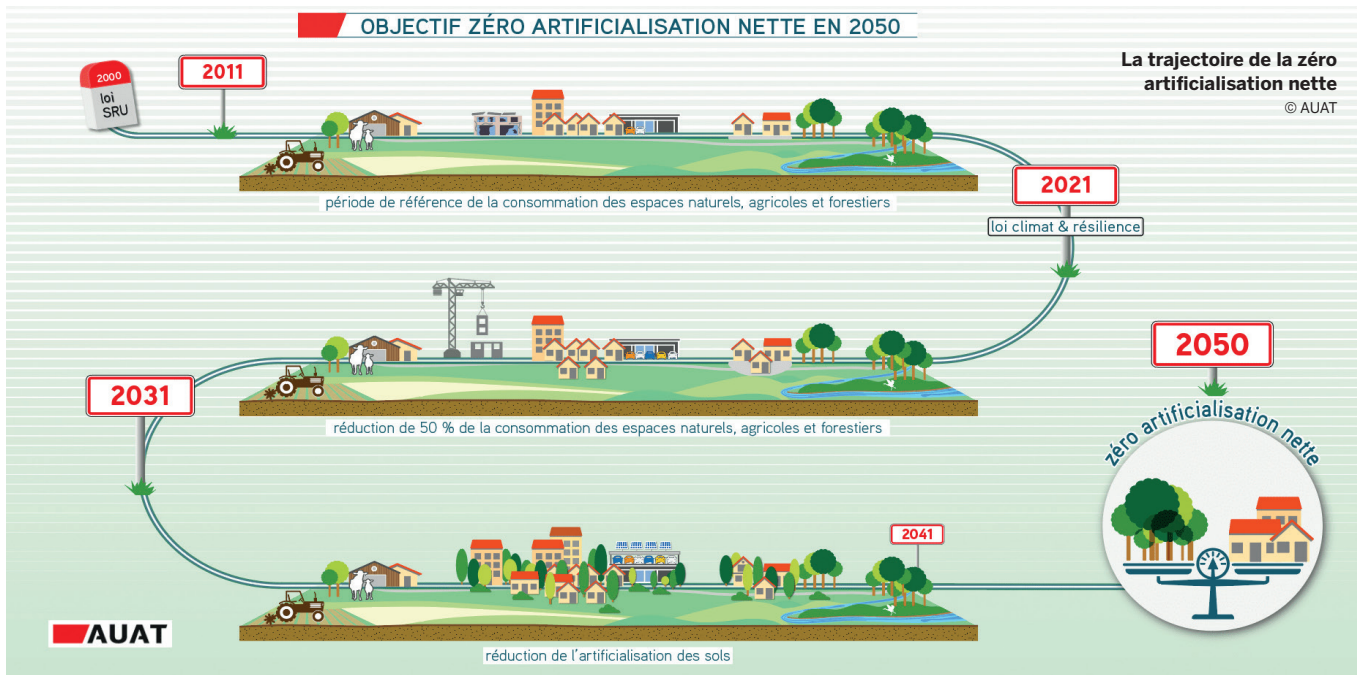 OBJECTIF ZÉRO ARTIFICIALISATION NETTE EN 2050
La trajectoire de la zéro
artificialisation nette
© AUAT
2000
loi
SRU
2011
période de référence de la consommation des espaces naturels, agricoles et forestiers
2021
loi climat & résilience
réduction de 50 % de la consommation des espaces naturels, agricoles et forestiers
2031
2041
réduction de l'artificialisation des sols
2050
zéro artificialisation nette
AUAT